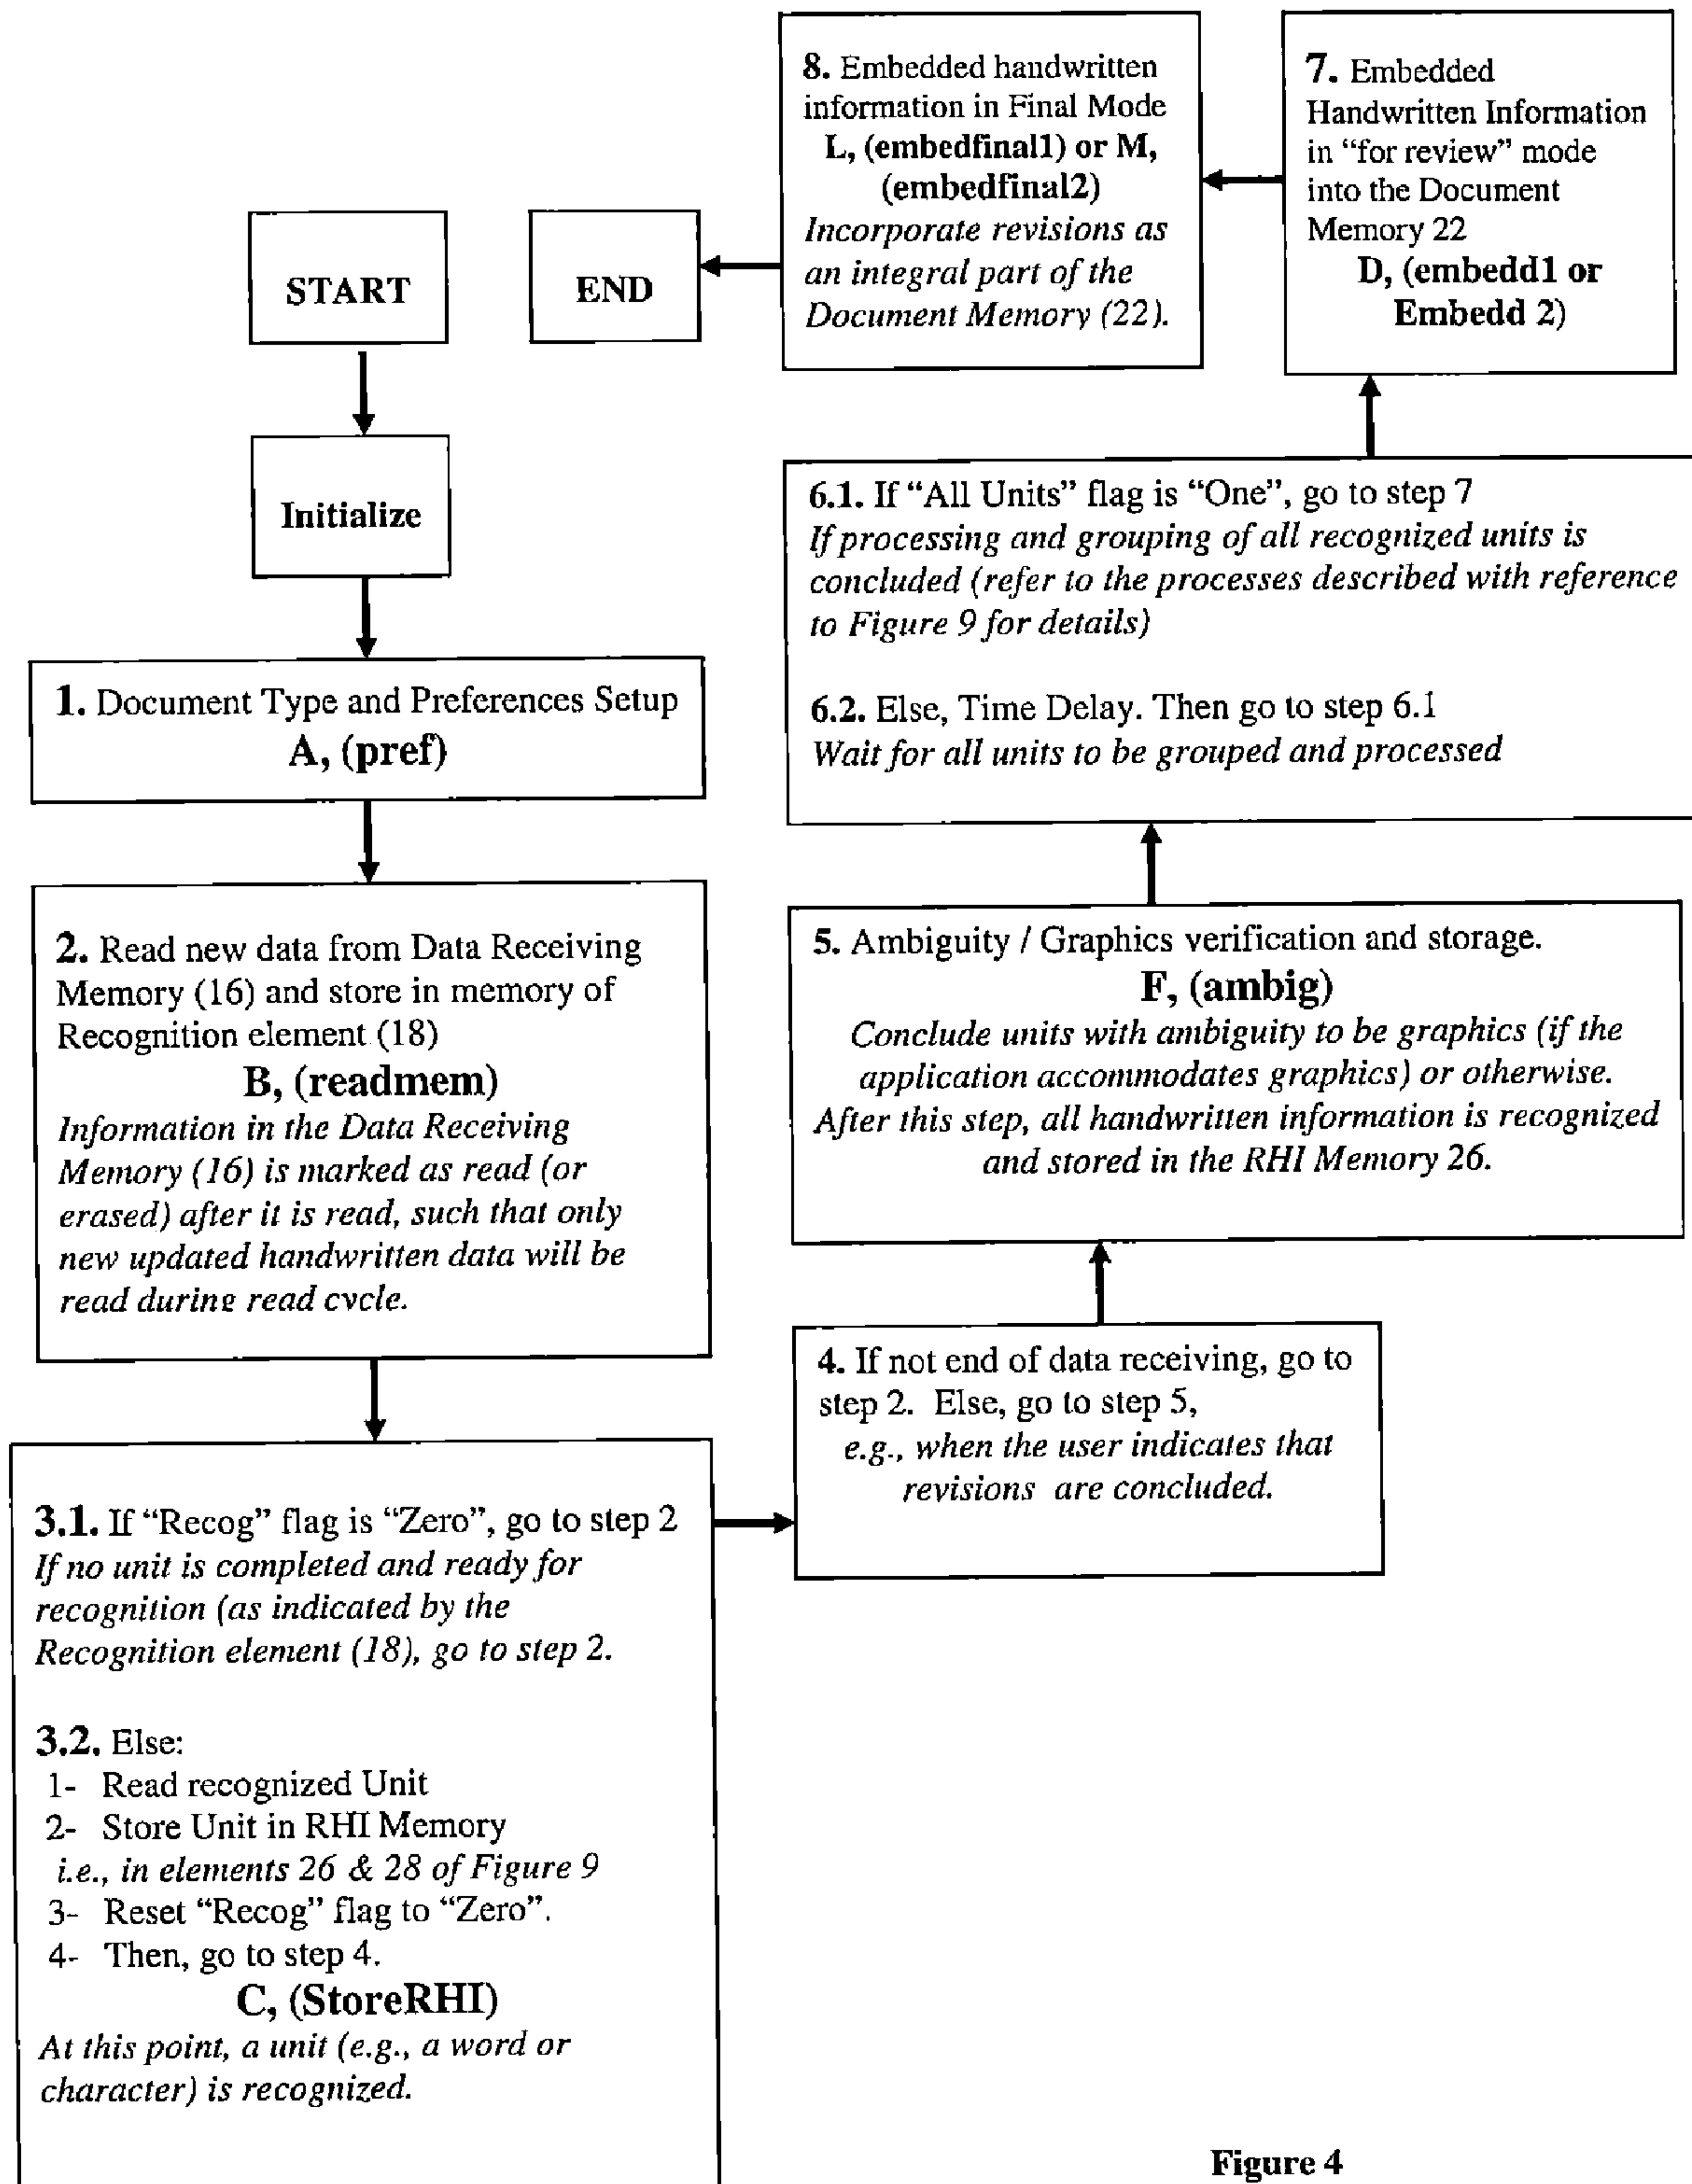 START
Initialize
1. Document Type and Preferences Setup
A, (pref)
2. Read new data from Data Receiving
Memory (16) and store in memory of
Recognition element (18)
B, (readmem)
Information in the Data Receiving
Memory (16) is marked as read (or
erased) after it is read, such that only
new updated handwritten data will be
read during read cycle.
3.1. If “Recog” flag is “Zero”, go to step 2
If no unit is completed and ready for
recognition (as indicated by the
Recognition element (18), go to step 2.
3.2. Else:
1- Read recognized Unit
2- Store Unit in RHI Memory
i.e., in elements 26 & 28 of Figure 9
3- Reset “Recog” flag to “Zero”.
4- Then, go to step 4.
C, (StoreRHI)
At this point, a unit (e.g., a word or
character) is recognized.
4. If not end of data receiving, go to
step 2. Else, go to step 5,
e.g., when the user indicates that
revisions are concluded.
5. Ambiguity / Graphics verification and storage.
F, (ambig)
Conclude units with ambiguity to be graphics (if the
application accommodates graphics) or otherwise.
After this step, all handwritten information is recognized
and stored in the RHI Memory 26.
6.1. If “All Units” flag is “One”, go to step 7
If processing and grouping of all recognized units is
concluded (refer to the processes described with reference
to Figure 9 for details)
6.2. Else, Time Delay. Then go to step 6.1
Wait for all units to be grouped and processed
7. Embedded
Handwritten Information
in “for review” mode
into the Document
Memory 22
D, (embedd1 or
Embedd 2)
8. Embedded handwritten
information in Final Mode
L, (embedfinal1) or M,
(embedfinal2)
Incorporate revisions as
an integral part of the
Document Memory (22).
END
Figure 4